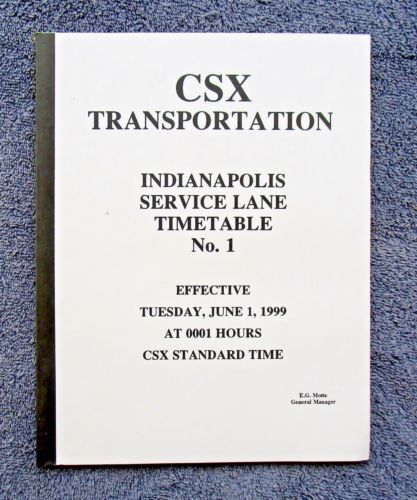 CSX
TRANSPORTATION
INDIANAPOLIS
SERVICE LANE
TIMETABLE
No. 1
EFFECTIVE
TUESDAY, JUNE 1, 1999
AT 0001 HOURS
CSX STANDARD TIME
E.G. Motte
General Manager